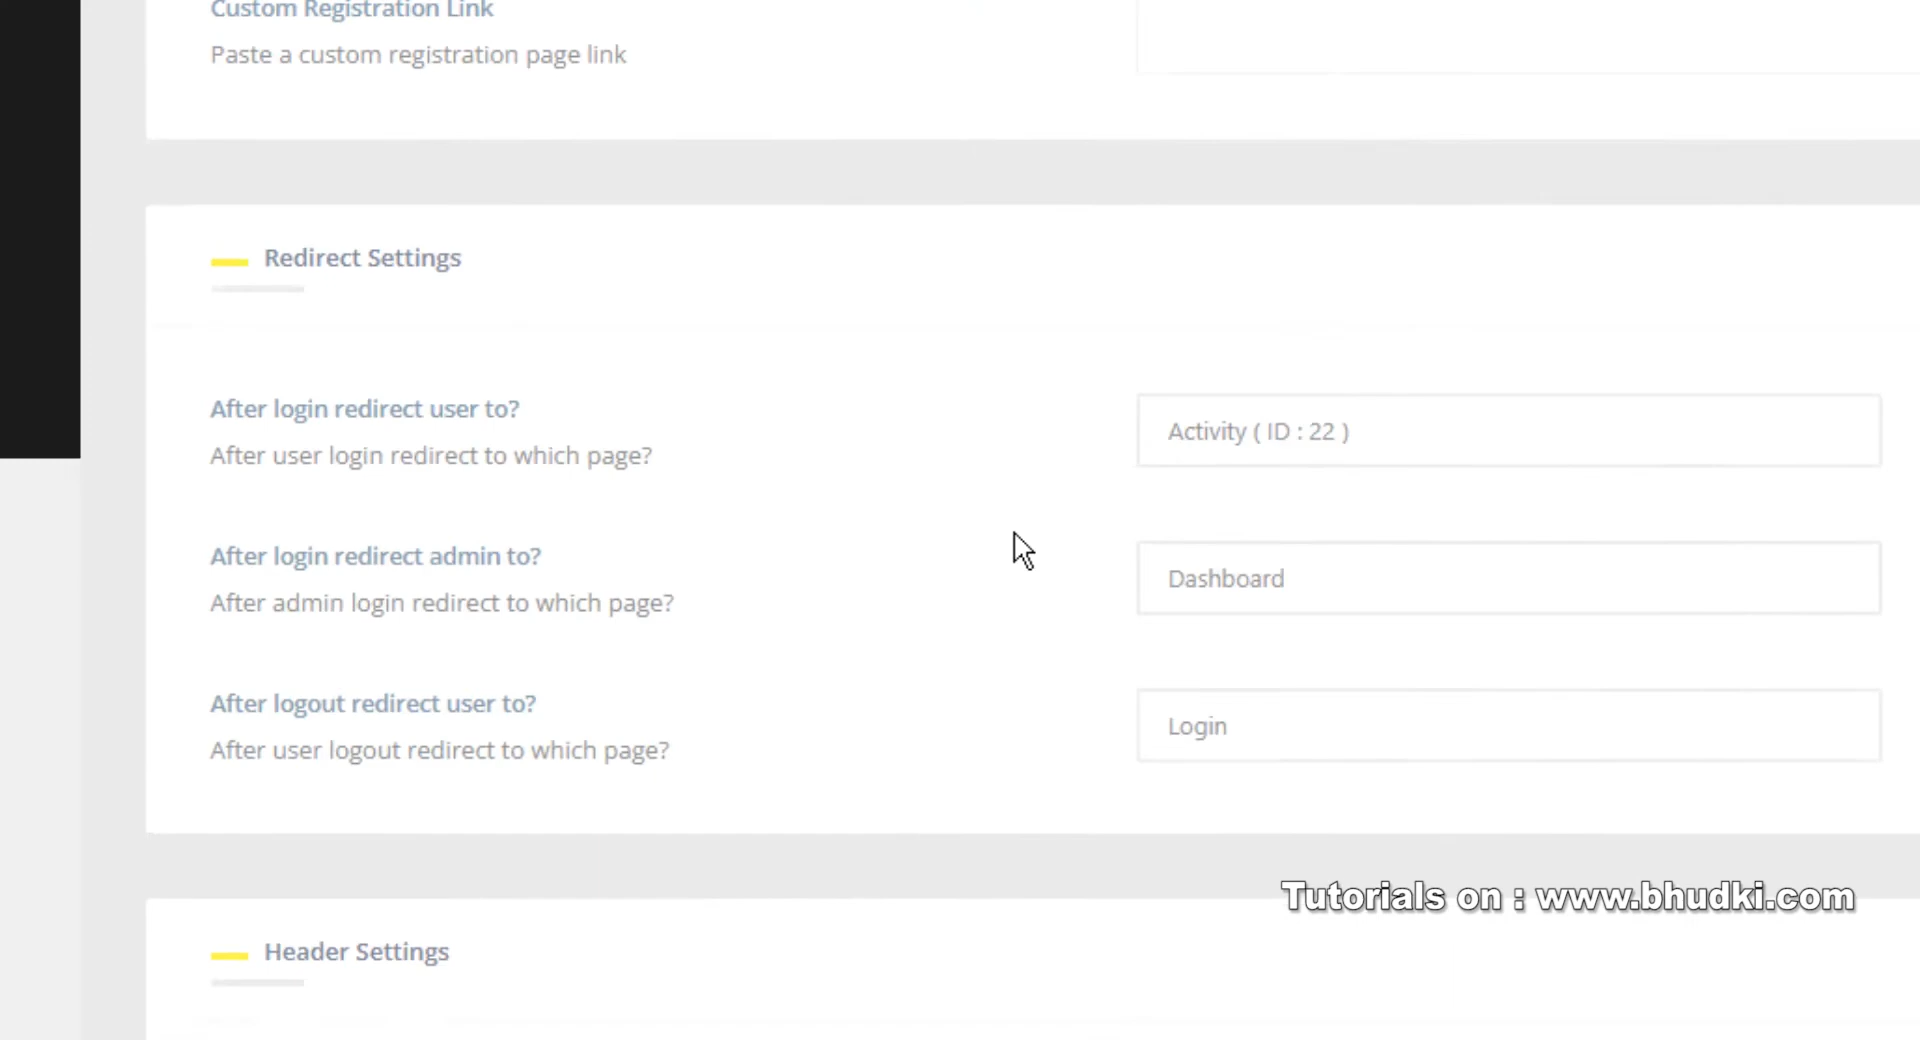 Custom Registration Link
Paste a custom registration page link
Redirect Settings
After login redirect user to?
After user login redirect to which page?
Activity ( ID : 22 )
After login redirect admin to?
After admin login redirect to which page?
Dashboard
After logout redirect user to?
After user logout redirect to which page?
Login
Tutorials on : www.bhudki.com
Header Settings